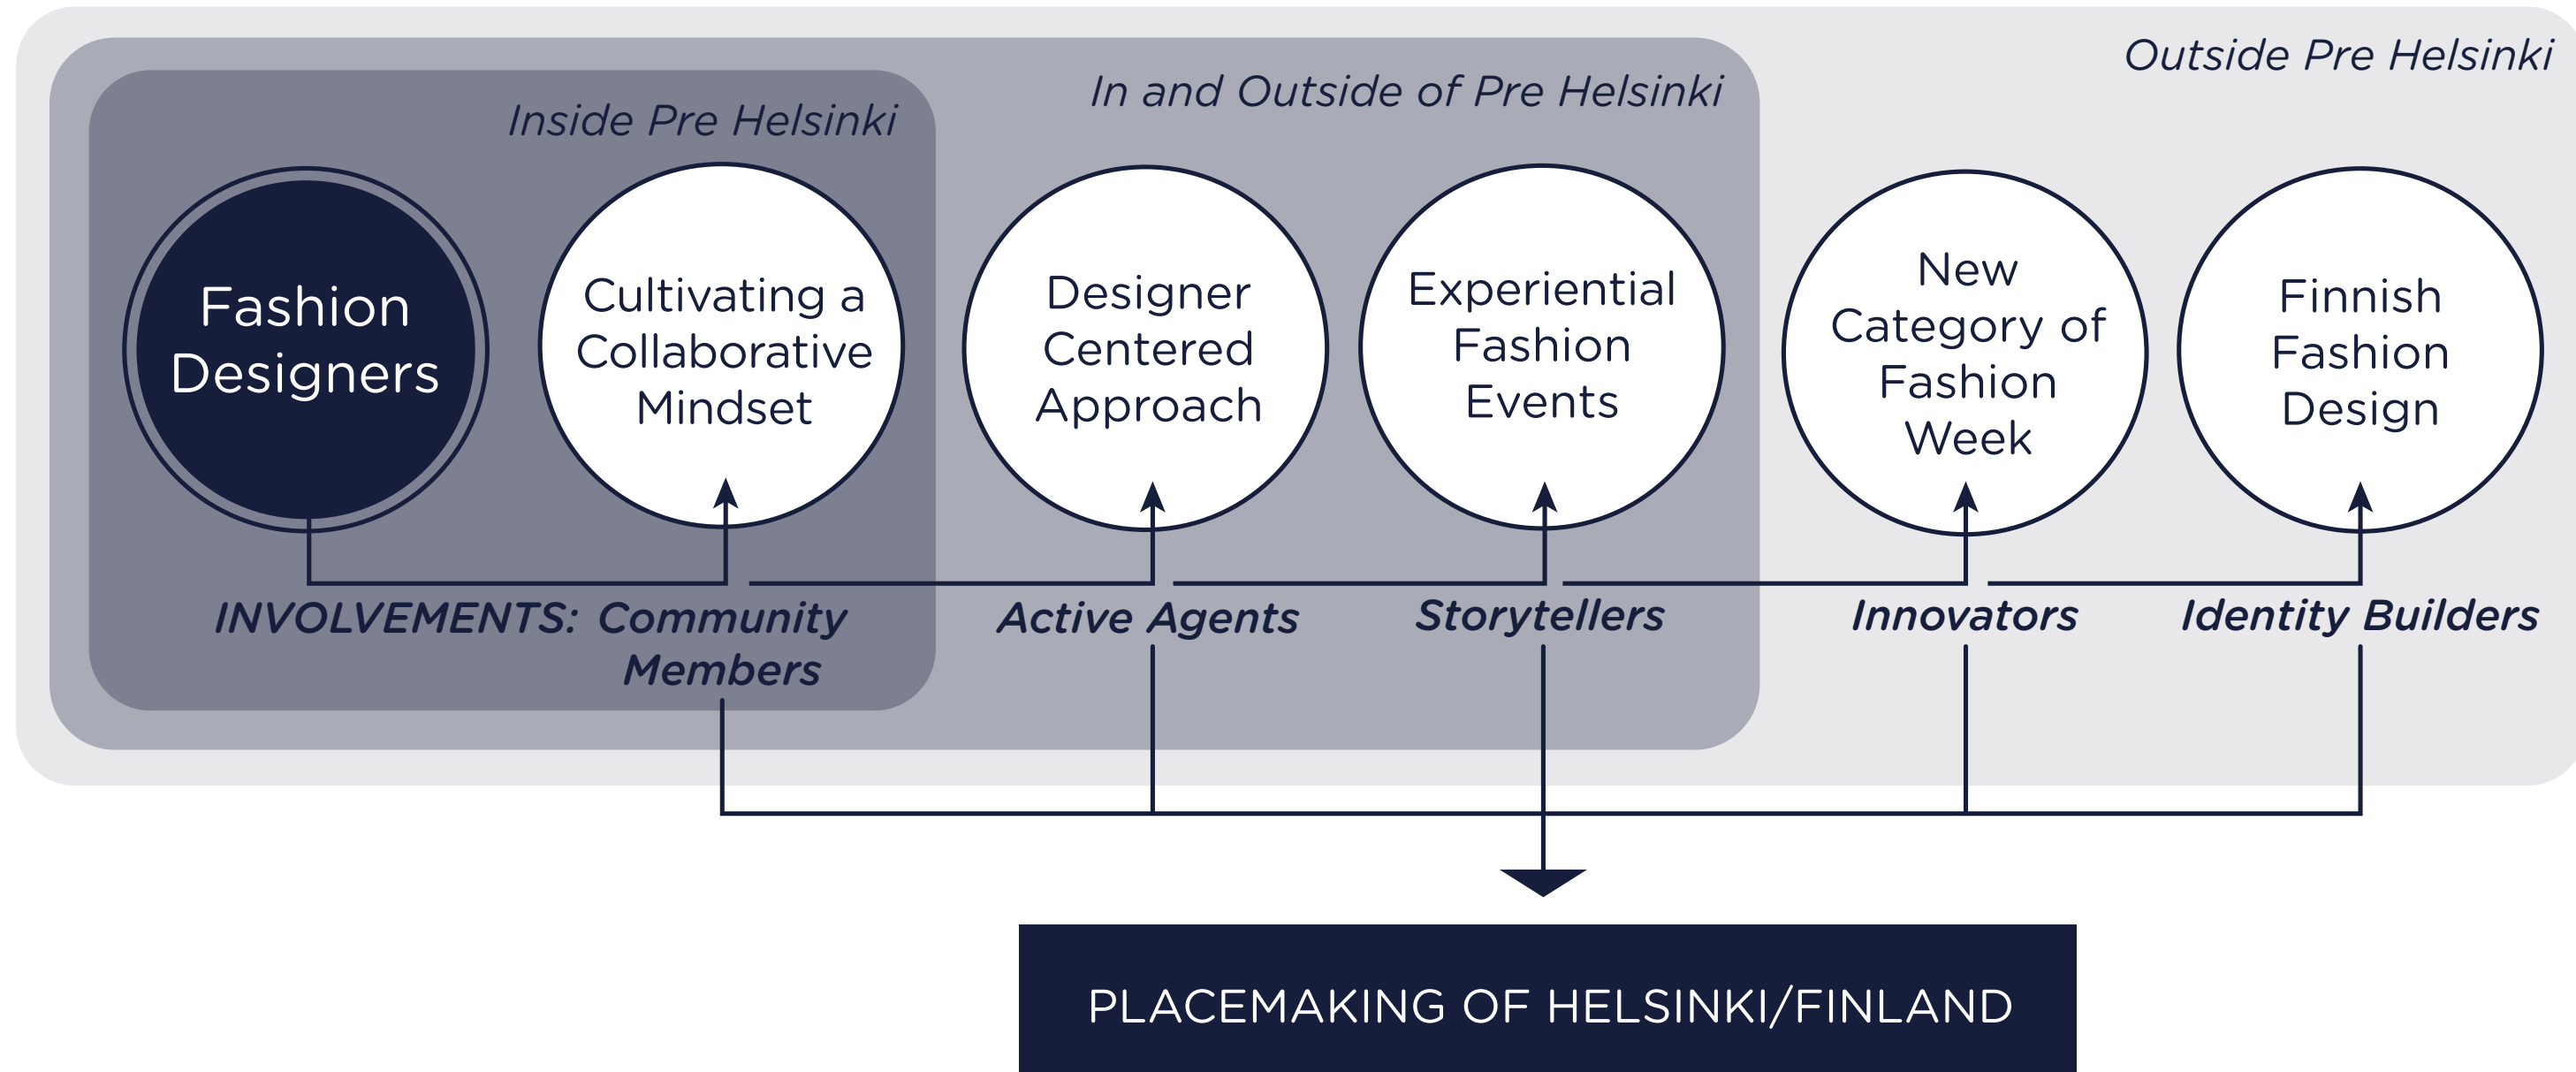 Outside Pre Helsinki
In and Outside of Pre Helsinki
Inside Pre Helsinki
Fashion
Designers
Cultivating a
Collaborative
Mindset
Designer
Centered
Approach
Experiential
Fashion
Events
New
Category of
Fashion
Week
Finnish
Fashion
Design
INVOLVEMENTS: Community
Members
Active Agents
Storytellers
Innovators
Identity Builders
PLACEMAKING OF HELSINKI/FINLAND